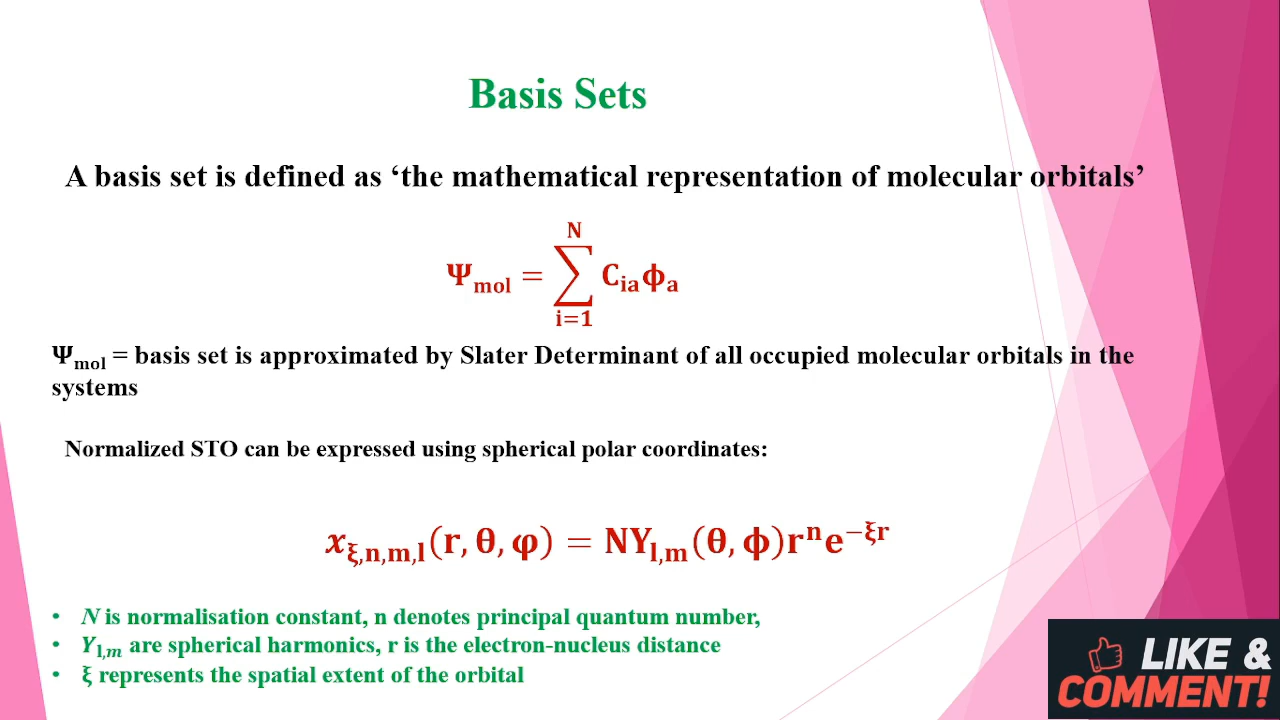 Basis Sets
A basis set is defined as ‘the mathematical representation of molecular orbitals’
Ψmol = ∑ᵢ₌₁ᴺ Cia ϕa
Ψmol = basis set is approximated by Slater Determinant of all occupied molecular orbitals in the
systems
Normalized STO can be expressed using spherical polar coordinates:
xξ,n,m,l(r, θ, φ) = NYl,m(θ, ϕ)rⁿe^−ξr
• N is normalisation constant, n denotes principal quantum number,
• Yl,m are spherical harmonics, r is the electron-nucleus distance
• ξ represents the spatial extent of the orbital
LIKE &
COMMENT!